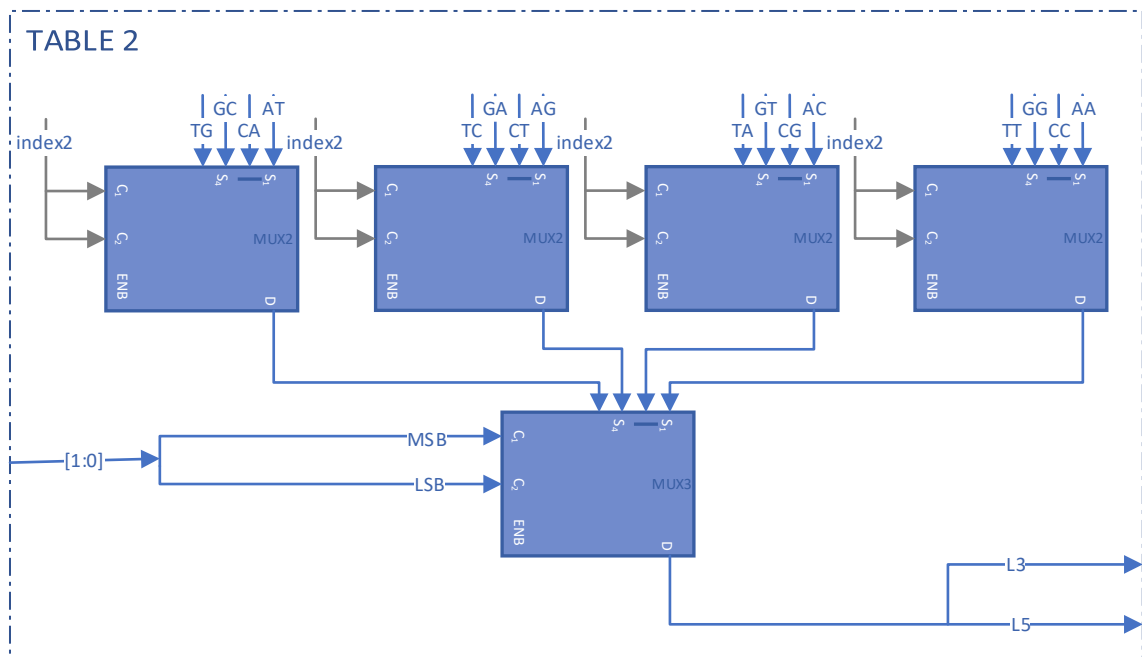 TABLE 2
GC AT GA AG GT AC GG AA
TG CA TC CT TA CG TT CC
index2 index2 index2 index2
S4 S1 S4 S1 S4 S1 S4 S1
C1 C1 C1 C1
C2 MUX2 C2 MUX2 C2 MUX2 C2 MUX2
ENB ENB ENB ENB
D D D D
S4 S1
MSB C1
[1:0]
LSB C2 MUX3
ENB
D
L3
L5